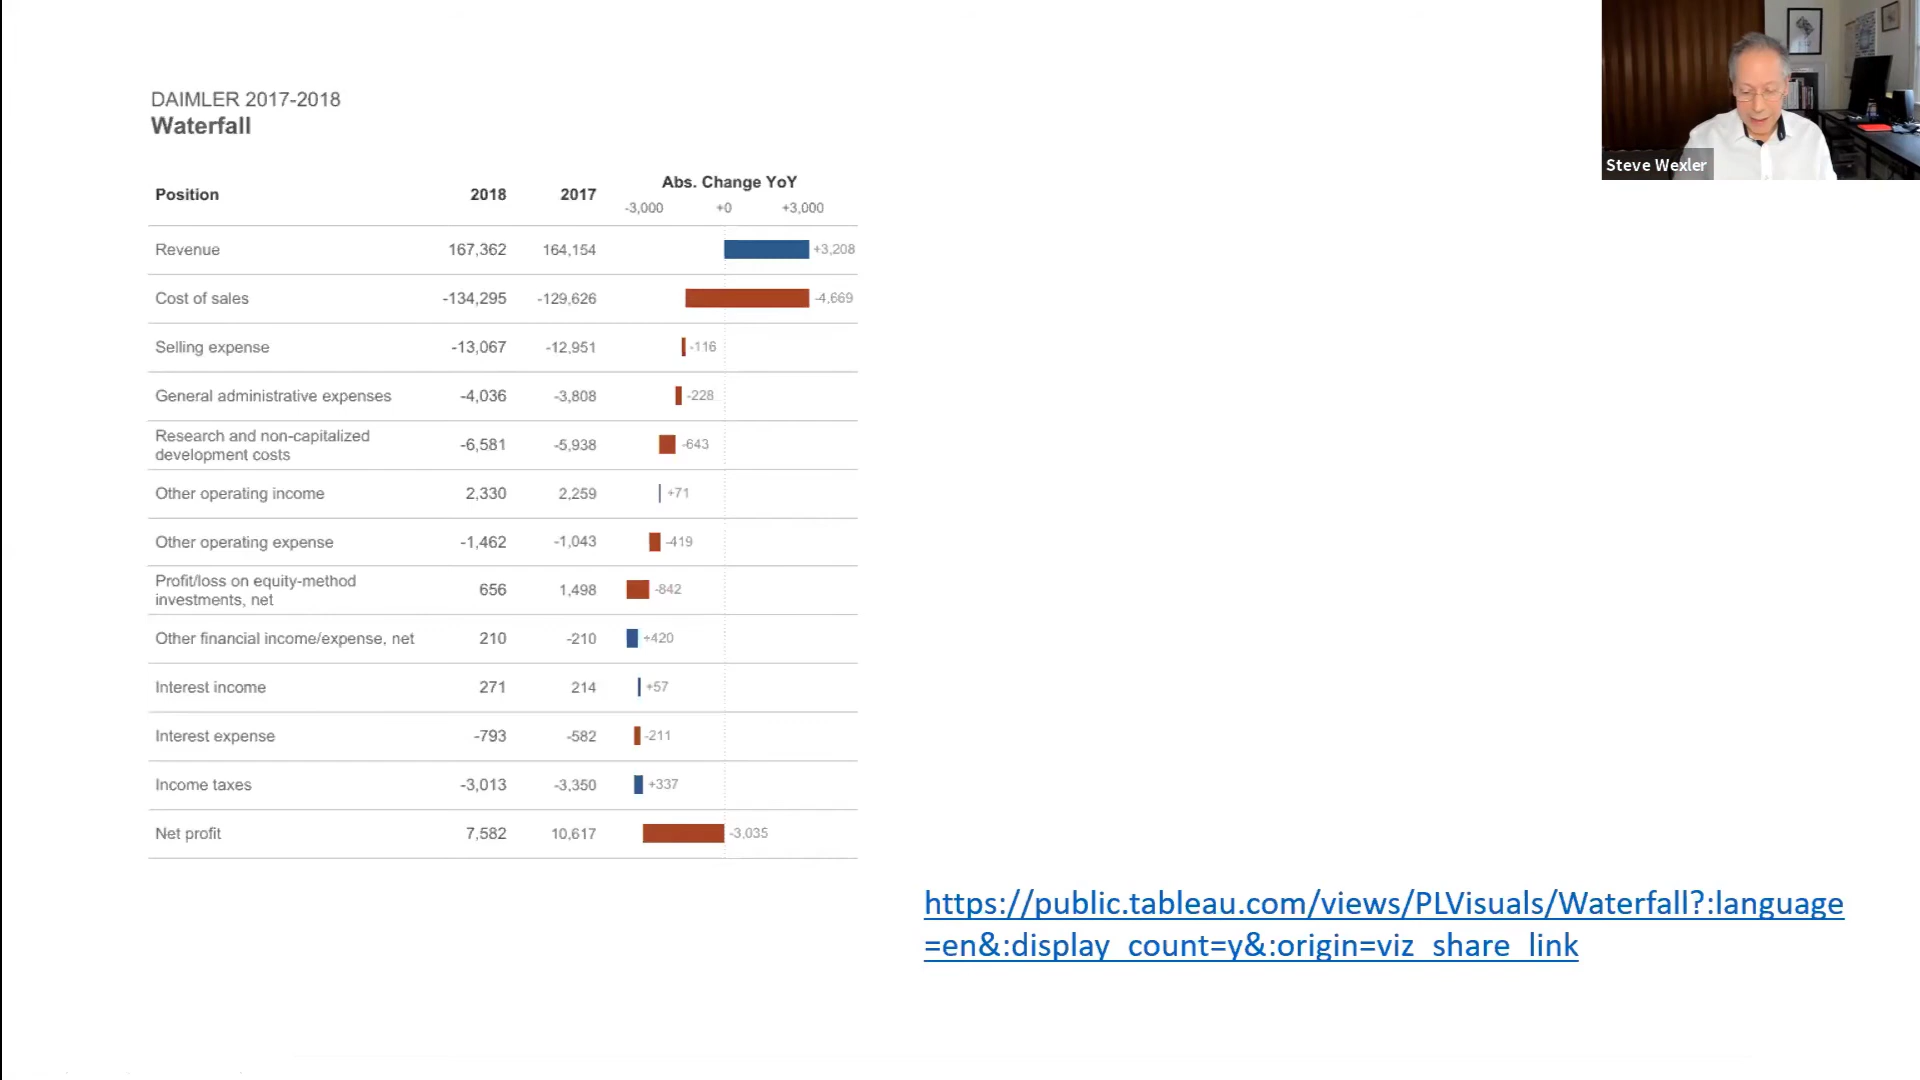 DAIMLER 2017-2018
Waterfall
Position 2018 2017 Abs. Change YoY
-3,000 +0 +3,000
Revenue 167,362 164,154 +3,208
Cost of sales -134,295 -129,626 -4,669
Selling expense -13,067 -12,951 -116
General administrative expenses -4,036 -3,808 -228
Research and non-capitalized
development costs -6,581 -5,938 -643
Other operating income 2,330 2,259 +71
Other operating expense -1,462 -1,043 -419
Profit/loss on equity-method
investments, net 656 1,498 -842
Other financial income/expense, net 210 -210 +420
Interest income 271 214 +57
Interest expense -793 -582 -211
Income taxes -3,013 -3,350 +337
Net profit 7,582 10,617 -3,035
https://public.tableau.com/views/PLVisuals/Waterfall?:language
=en&:display_count=y&:origin=viz_share_link
Steve Wexler